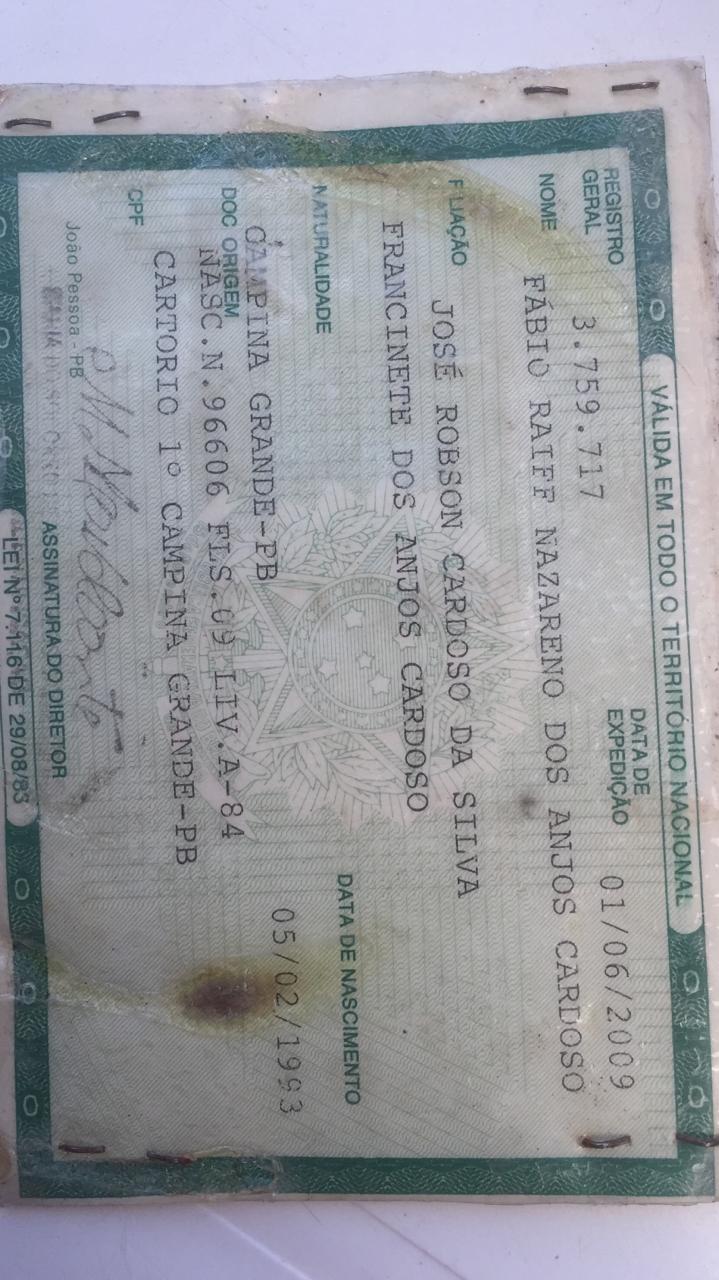 VÁLIDA EM TODO O TERRITÓRIO NACIONAL
REGISTRO GERAL 3.759.717 DATA DE EXPEDIÇÃO 01/06/2009
NOME FÁBIO RAIFF NAZARENO DOS ANJOS CARDOSO
FILIAÇÃO JOSÉ ROBSON CARDOSO DA SILVA
FRANCINETE DOS ANJOS CARDOSO
NATURALIDADE DATA DE NASCIMENTO
CAMPINA GRANDE-PB 05/02/1993
DOC ORIGEM NASC.N.96606 FLS.09 LIV.A-84
CARTORIO 1º CAMPINA GRANDE-PB
CPF
João Pessoa - PB
ASSINATURA DO DIRETOR
LEI Nº 7.116 DE 29/08/83